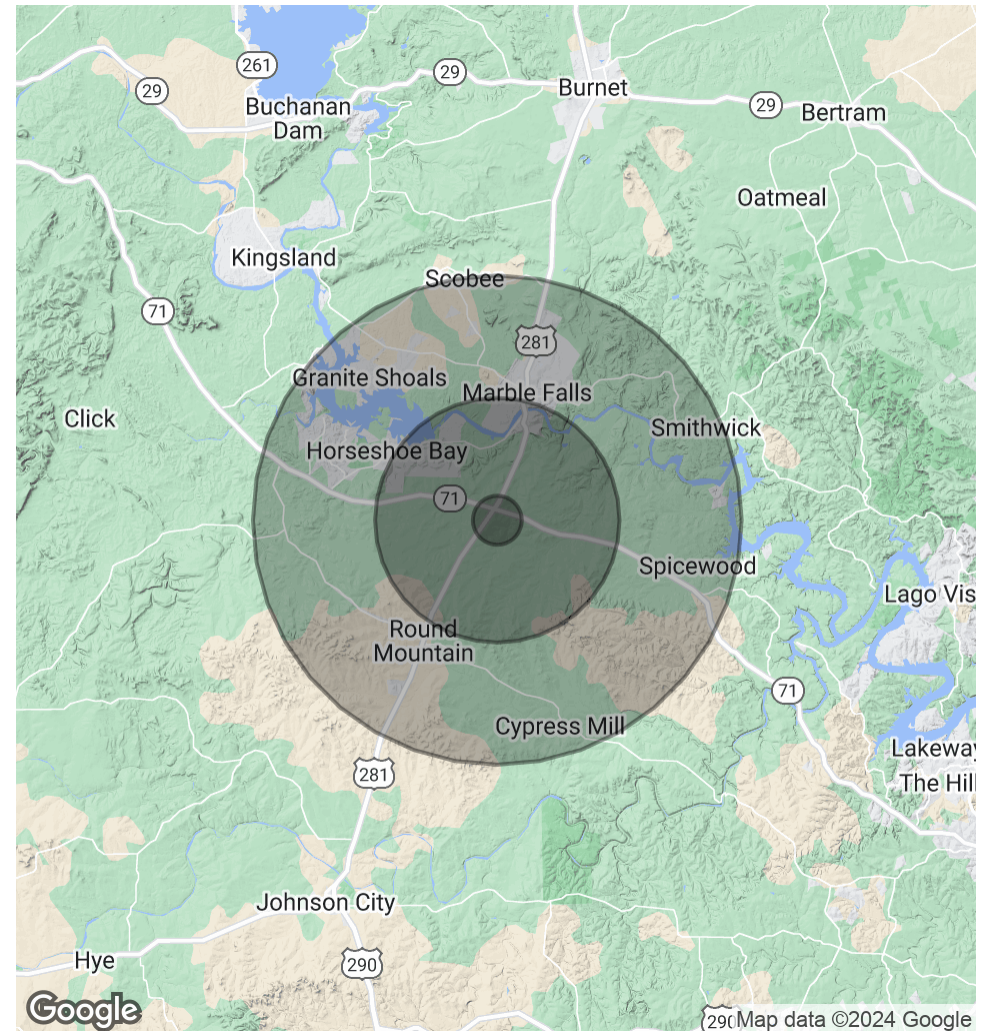 261
29
29
Burnet
Buchanan
Dam
29
Bertram
Oatmeal
Kingsland
Scobee
71
281
Granite Shoals
Marble Falls
Click
Smithwick
Horseshoe Bay
71
Spicewood
Lago Vis
Round
Mountain
71
Cypress Mill
Lakeway
The Hill
281
Johnson City
Hye
290
Google
290
Map data ©2024 Google